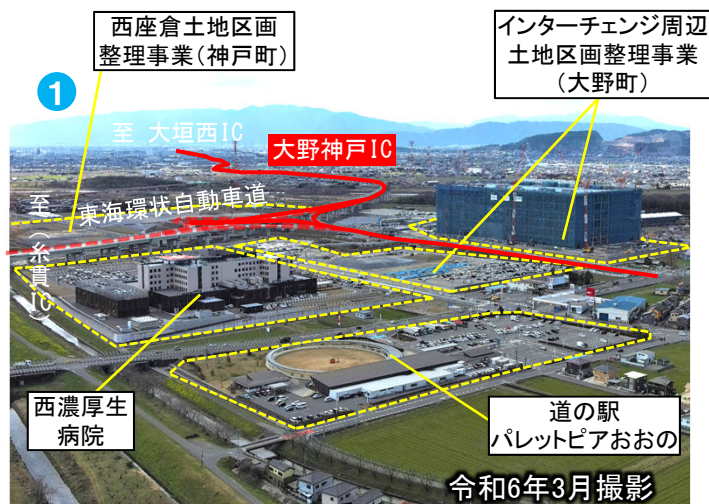 西座倉土地区画
整理事業(神戸町)
インターチェンジ周辺
土地区画整理事業
(大野町)
1
至 大垣西IC
大野神戸IC
東海環状自動車道
至(糸貫IC)
西濃厚生
病院
道の駅
パレットピアおおの
令和6年3月撮影